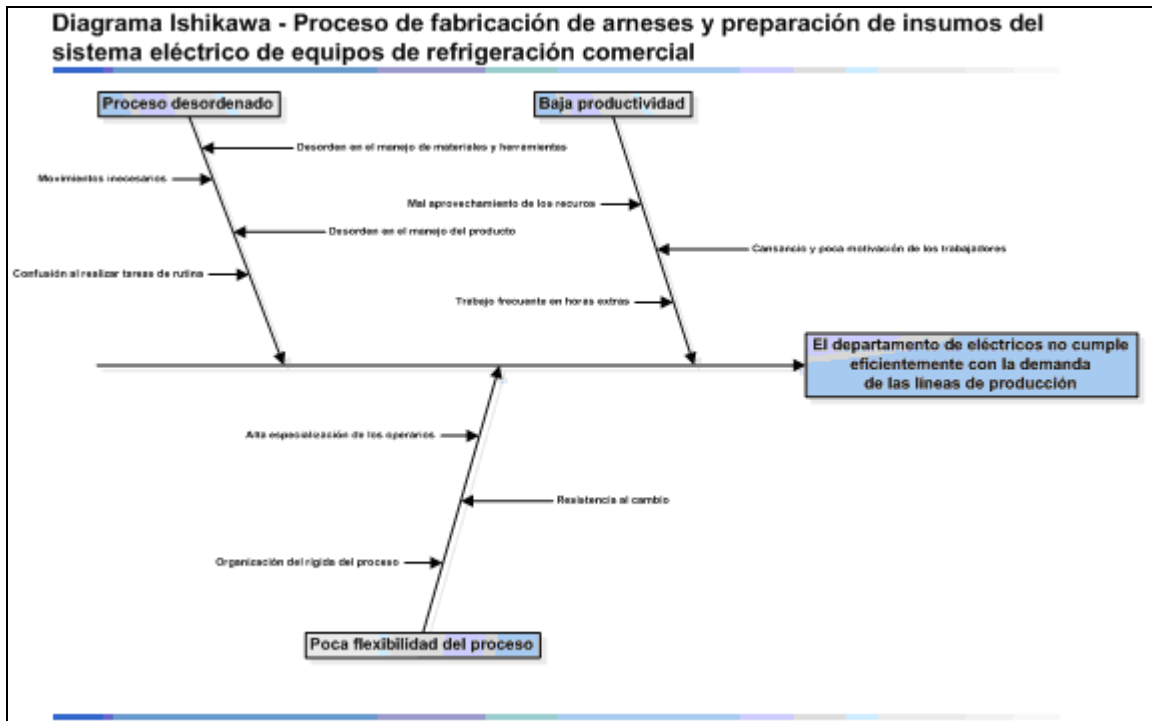 Diagrama Ishikawa - Proceso de fabricación de arneses y preparación de insumos del
sistema eléctrico de equipos de refrigeración comercial
Proceso desordenado
Baja productividad
Desorden en el manejo de materiales y herramientas
Movimientos inecesarios
Mal aprovechamiento de los recuros
Desorden en el manejo del producto
Cansancio y poca motivación de los trabajadores
Confusión al realizar tareas de rutina
Trabajo frecuente en horas extras
El departamento de eléctricos no cumple
eficientemente con la demanda
de las líneas de producción
Alta especialización de los operarios
Resistencia al cambio
Organización del rígida del proceso
Poca flexibilidad del proceso